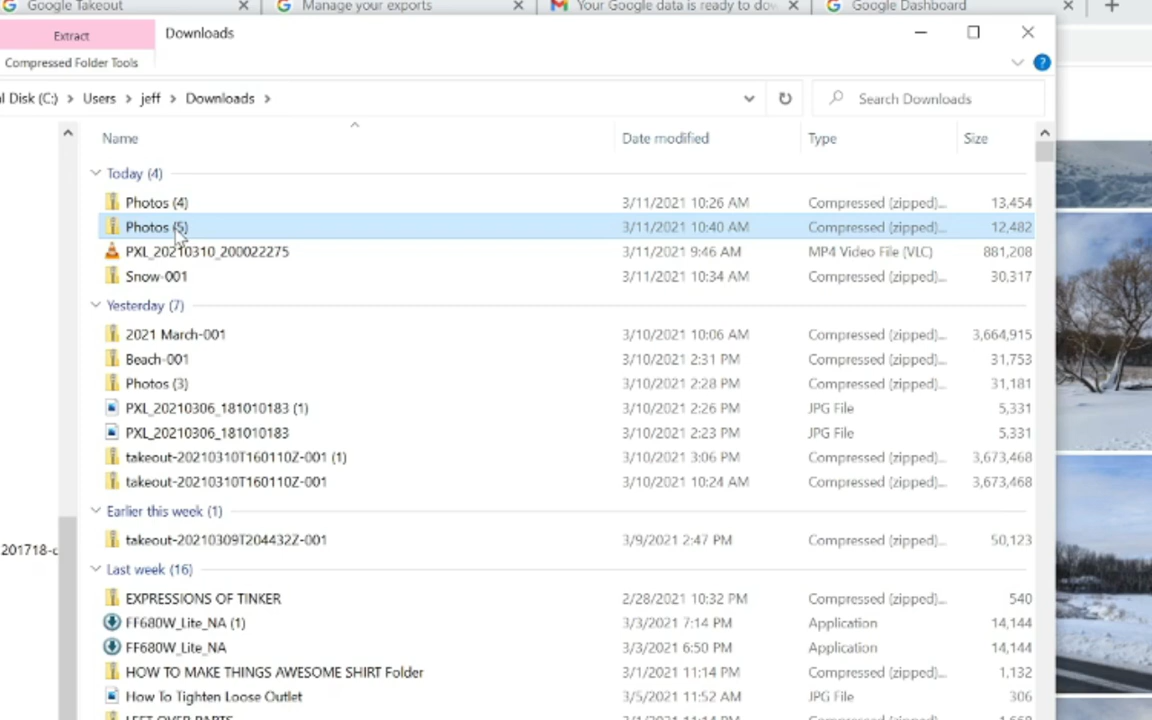 Google Takeout
Manage your exports
Your Google data is ready to dov
Google Dashboard
Extract
Downloads
Compressed Folder Tools
l Disk (C:) > Users > jeff > Downloads >
Search Downloads
Name Date modified Type Size
Today (4)
Photos (4) 3/11/2021 10:26 AM Compressed (zipped)... 13,454
Photos (5) 3/11/2021 10:40 AM Compressed (zipped)... 12,482
PXL_20210310_200022275 3/11/2021 9:46 AM MP4 Video File (VLC) 881,208
Snow-001 3/11/2021 10:34 AM Compressed (zipped)... 30,317
Yesterday (7)
2021 March-001 3/10/2021 10:06 AM Compressed (zipped)... 3,664,915
Beach-001 3/10/2021 2:31 PM Compressed (zipped)... 31,753
Photos (3) 3/10/2021 2:28 PM Compressed (zipped)... 31,181
PXL_20210306_181010183 (1) 3/10/2021 2:26 PM JPG File 5,331
PXL_20210306_181010183 3/10/2021 2:23 PM JPG File 5,331
takeout-20210310T160110Z-001 (1) 3/10/2021 3:06 PM Compressed (zipped)... 3,673,468
takeout-20210310T160110Z-001 3/10/2021 10:24 AM Compressed (zipped)... 3,673,468
Earlier this week (1)
201718-c
takeout-20210309T204432Z-001 3/9/2021 2:47 PM Compressed (zipped)... 50,123
Last week (16)
EXPRESSIONS OF TINKER 2/28/2021 10:32 PM Compressed (zipped)... 540
FF680W_Lite_NA (1) 3/3/2021 7:14 PM Application 14,144
FF680W_Lite_NA 3/3/2021 6:50 PM Application 14,144
HOW TO MAKE THINGS AWESOME SHIRT Folder 3/1/2021 11:14 PM Compressed (zipped)... 1,132
How To Tighten Loose Outlet 3/5/2021 11:52 AM JPG File 306
LEFT OVER PARTS 3/1/2021 11:14 PM Compressed (zipped)...